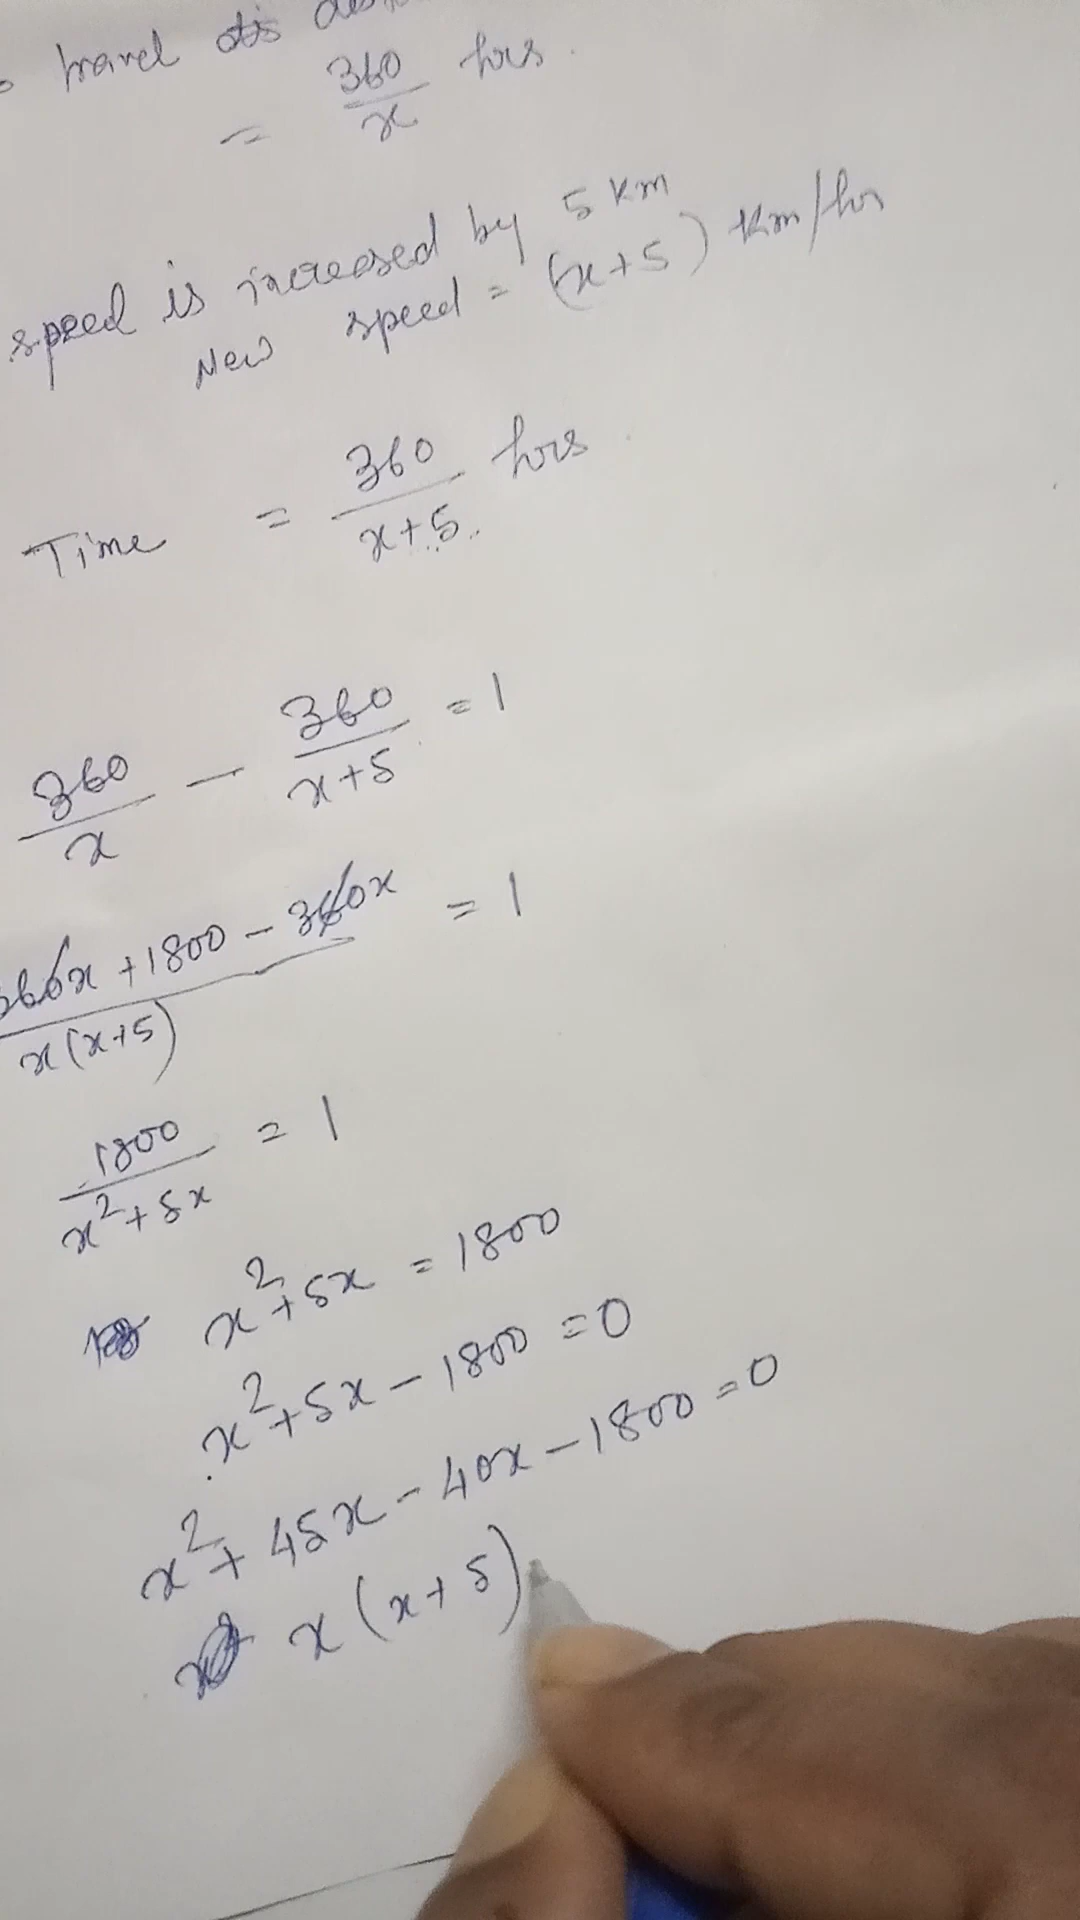 travel
= 360/x hrs.
speed is increased by 5 km
New speed = (x+5) km/hr
Time = 360/x+5 hrs
360/x - 360/x+5 = 1
360x + 1800 - 360x / x(x+5) = 1
1800/x²+5x = 1
x²+5x = 1800
x²+5x-1800 = 0
x²+45x-40x-1800=0
x(x+5)